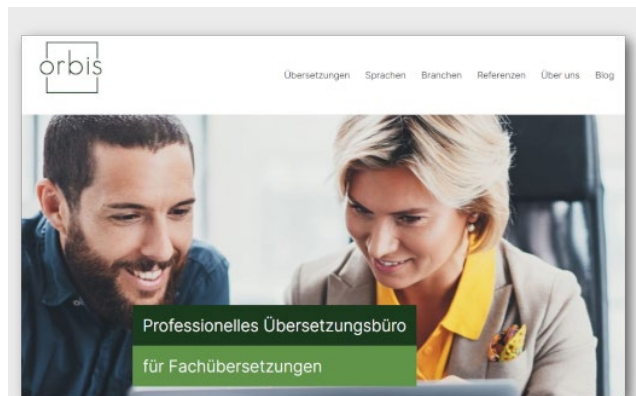 orbis
Übersetzungen Sprachen Branchen Referenzen Über uns Blog
Professionelles Übersetzungsbüro
für Fachübersetzungen